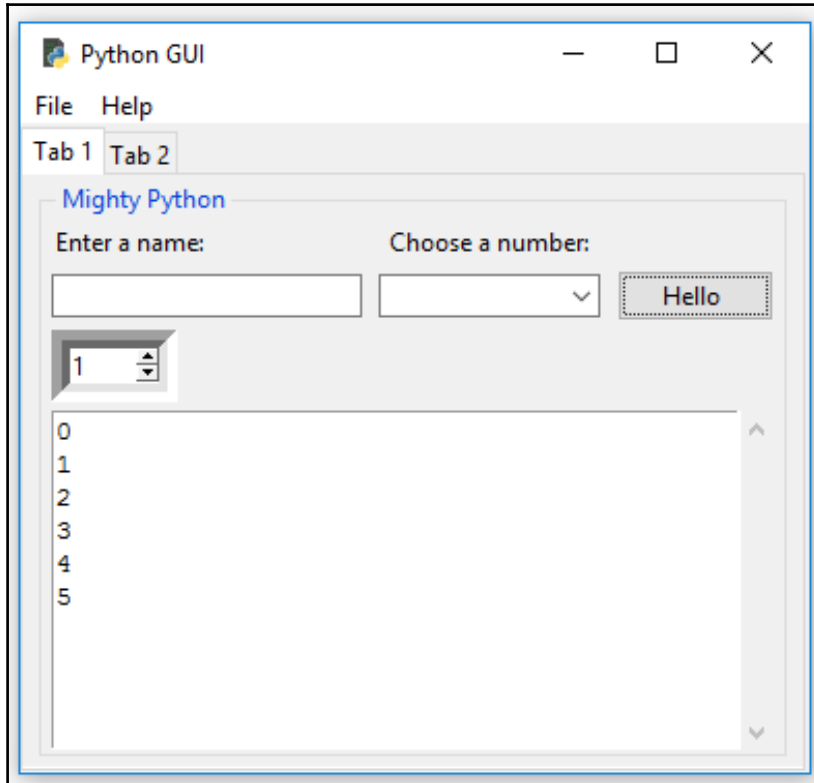 Python GUI
File Help
Tab 1 Tab 2
Mighty Python
Enter a name: Choose a number:
Hello
1
0
1
2
3
4
5